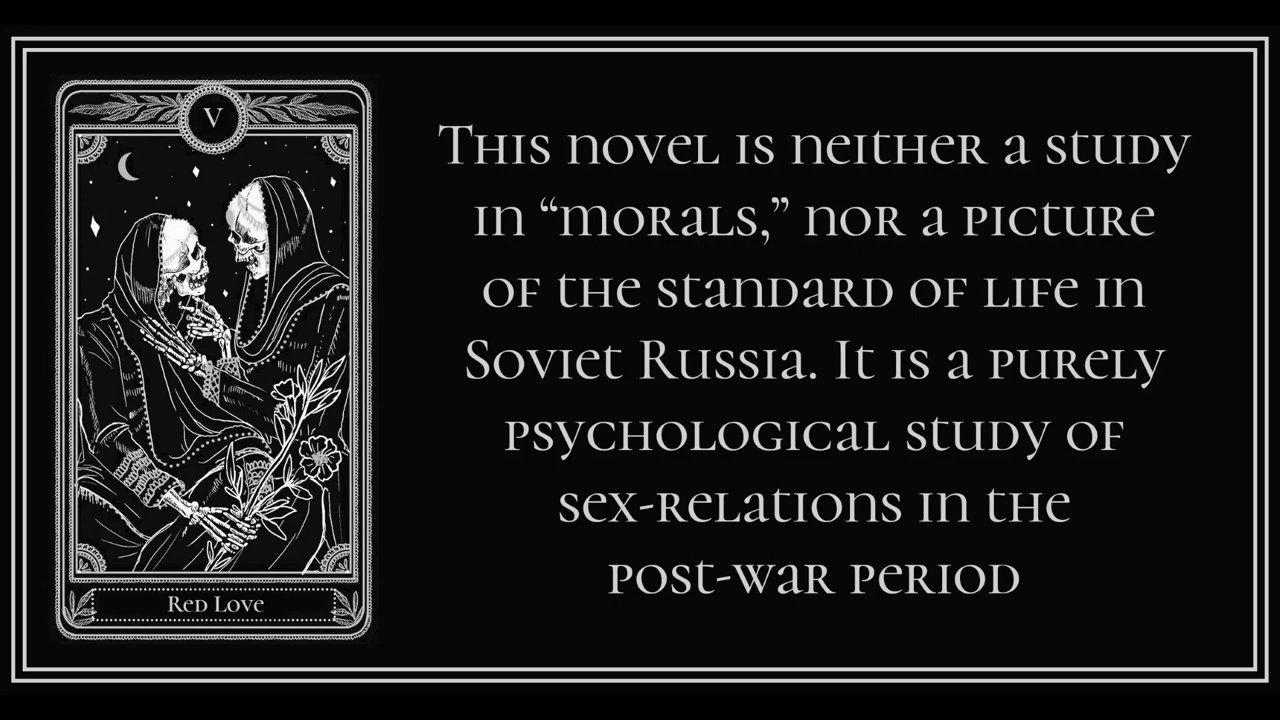 V
Red Love
This novel is neither a study
in “morals,” nor a picture
of the standard of life in
Soviet Russia. It is a purely
psychological study of
sex-relations in the
post-war period